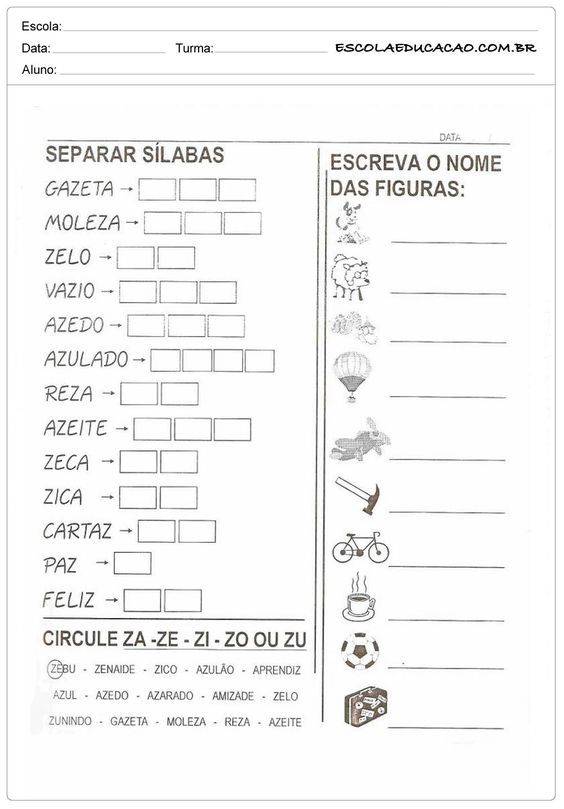 Escola:
Data: Turma: ESCOLAEDUCACAO.COM.BR
Aluno:
DATA
SEPARAR SÍLABAS
GAZETA →
MOLEZA →
ZELO →
VAZIO →
AZEDO →
AZULADO →
REZA →
AZEITE →
ZECA →
ZICA →
CARTAZ →
PAZ →
FELIZ →
CIRCULE ZA -ZE - ZI - ZO OU ZU
ZEBU - ZENAIDE - ZICO - AZULÃO - APRENDIZ
AZUL - AZEDO - AZARADO - AMIZADE - ZELO
ZUNINDO - GAZETA - MOLEZA - REZA - AZEITE
ESCREVA O NOME
DAS FIGURAS: